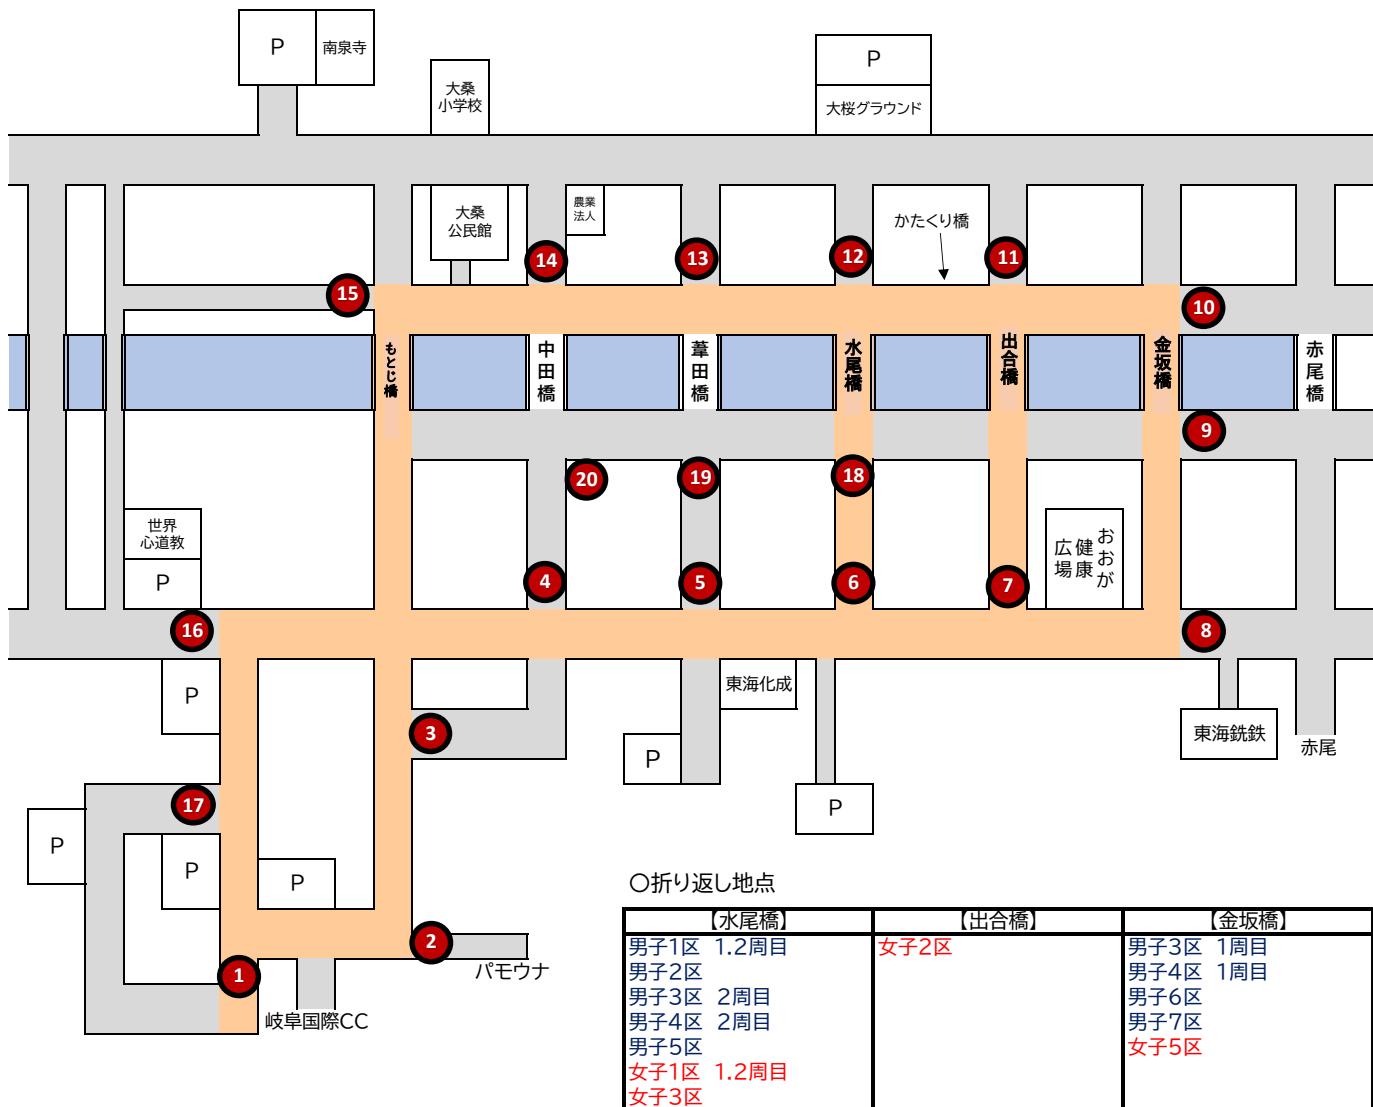 P
南泉寺
大桑
小学校
P
大桜グラウンド
大桑
公民館
農業
法人
かたくり橋
14
13
12
11
15
10
もとじ橋
中田橋
葦田橋
水尾橋
出合橋
金坂橋
赤尾橋
9
20
19
18
世界
心道教
P
おおが
健康
広場
4
5
6
7
16
8
P
東海化成
3
P
東海銑鉄
赤尾
17
P
P
P
P
2
パモウナ
1
岐阜国際CC
○折り返し地点
【水尾橋】
【出合橋】
【金坂橋】
男子1区 1.2周目
女子2区
男子3区 1周目
男子2区
男子4区 1周目
男子3区 2周目
男子6区
男子4区 2周目
男子7区
男子5区
女子5区
女子1区 1.2周目
女子3区